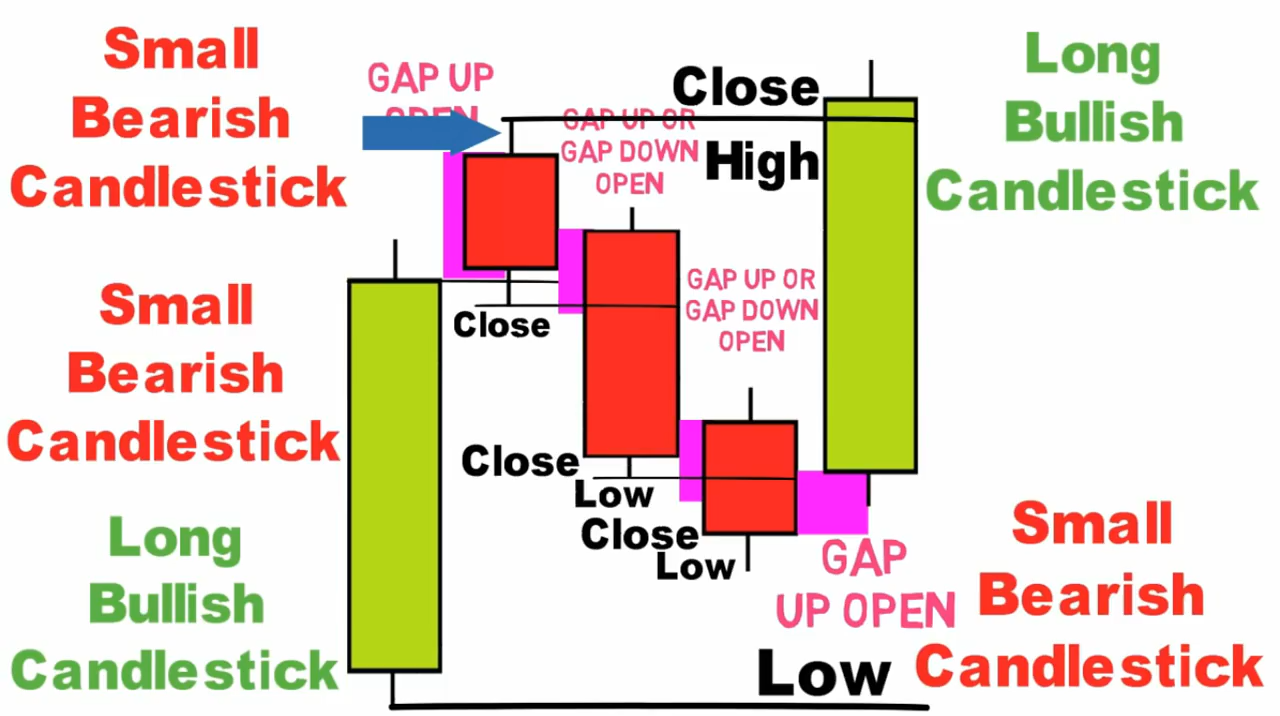 Small
Bearish
Candlestick
GAP UP
OPEN
GAP UP OR
GAP DOWN
OPEN
Close
High
Long
Bullish
Candlestick
Small
Bearish
Candlestick
Close
GAP UP OR
GAP DOWN
OPEN
Close
Low
Close
Low
Long
Bullish
Candlestick
GAP
UP OPEN
Low
Small
Bearish
Candlestick